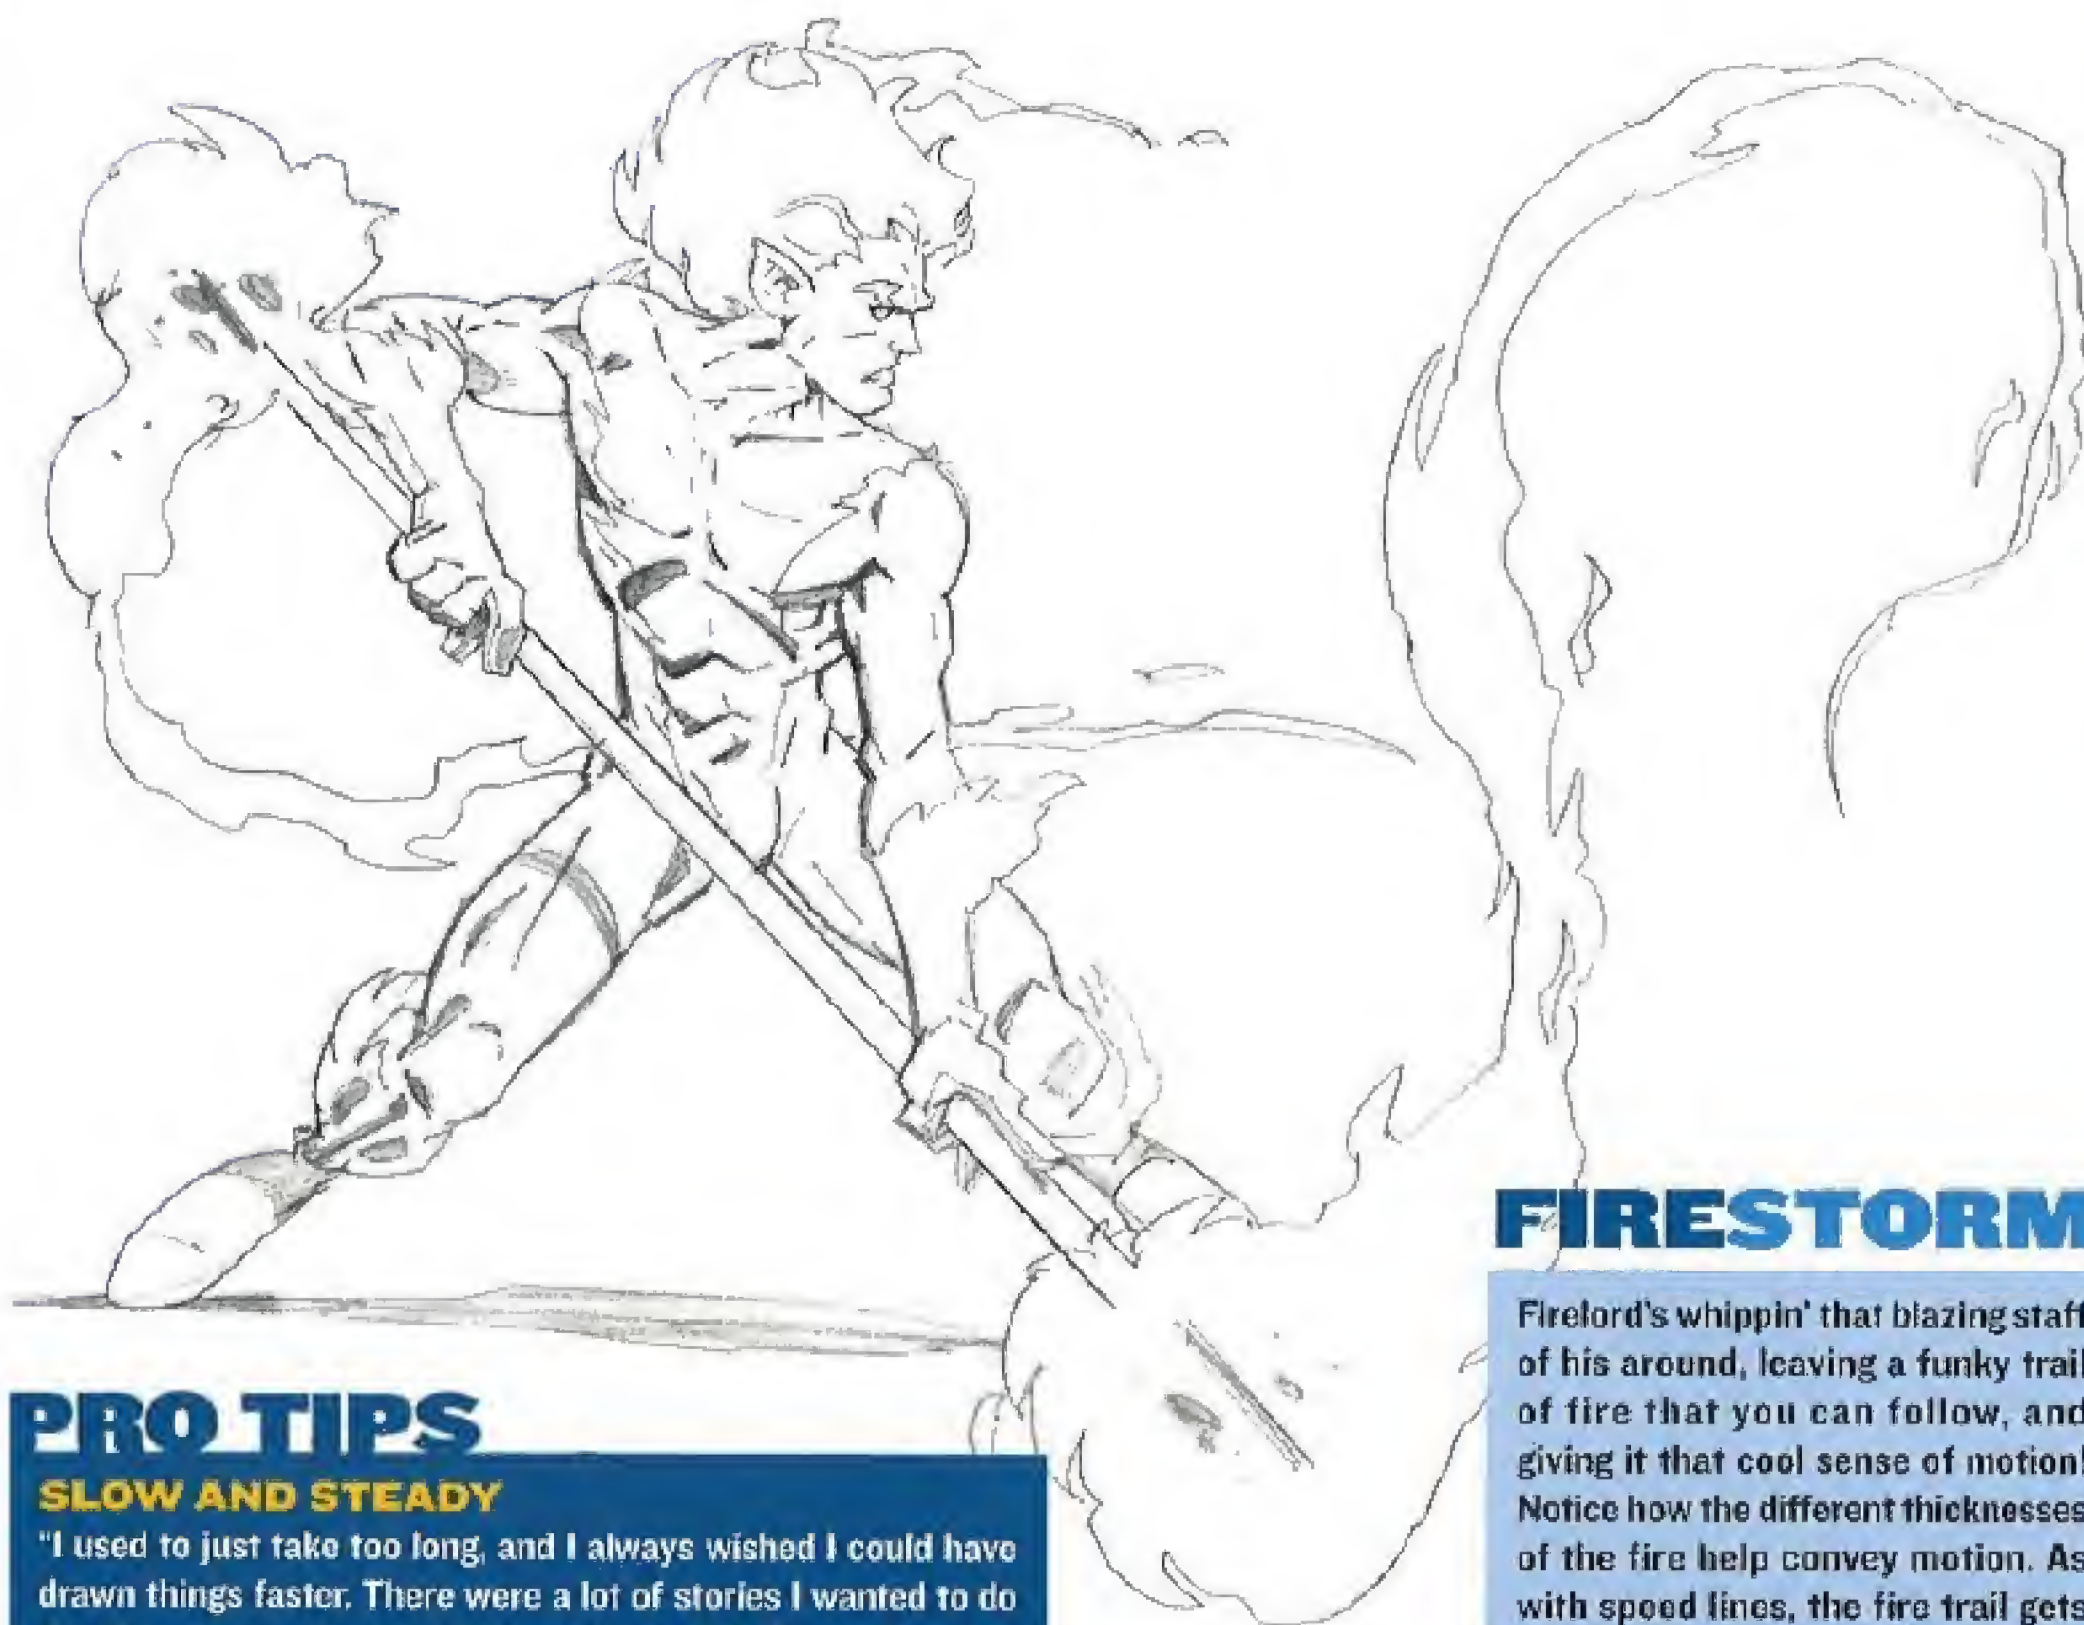 PRO TIPS
SLOW AND STEADY
"I used to just take too long, and I always wished I could have
drawn things faster. There were a lot of stories I wanted to do
FIRESTORM
Firelord's whippin' that blazing staff
of his around, leaving a funky trail
of fire that you can follow, and
giving it that cool sense of motion!
Notice how the different thicknesses
of the fire help convey motion. As
with speed lines, the fire trail gets